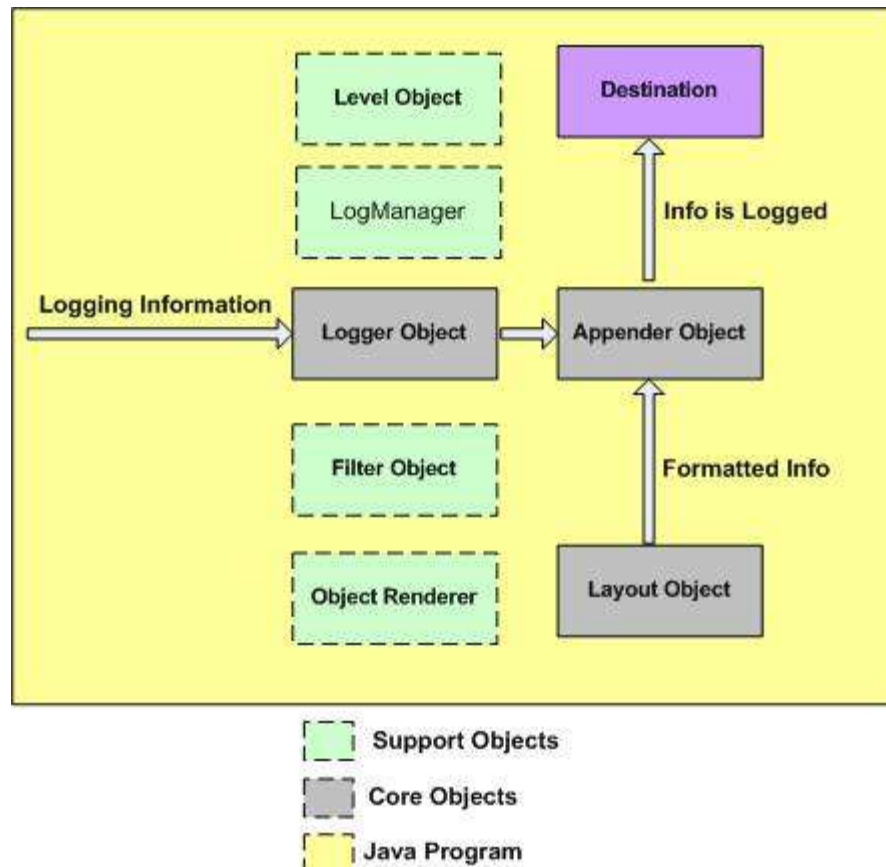 Level Object
Destination
LogManager
Info is Logged
Logging Information
Logger Object
Appender Object
Filter Object
Formatted Info
Object Renderer
Layout Object
Support Objects
Core Objects
Java Program